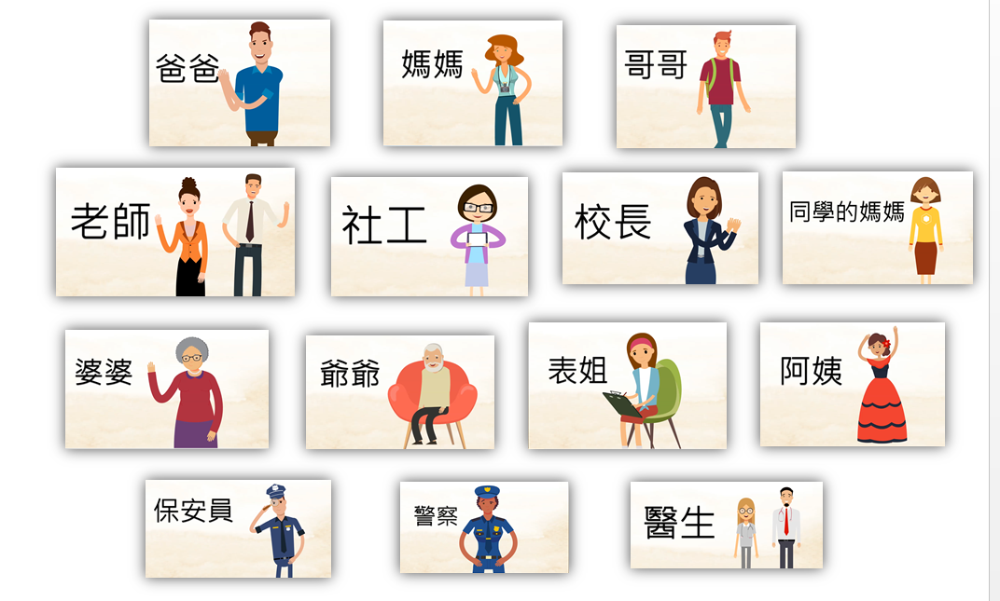 爸爸
媽媽
哥哥
老師
社工
校長
同學的媽媽
婆婆
爺爺
表姐
阿姨
保安員
警察
醫生